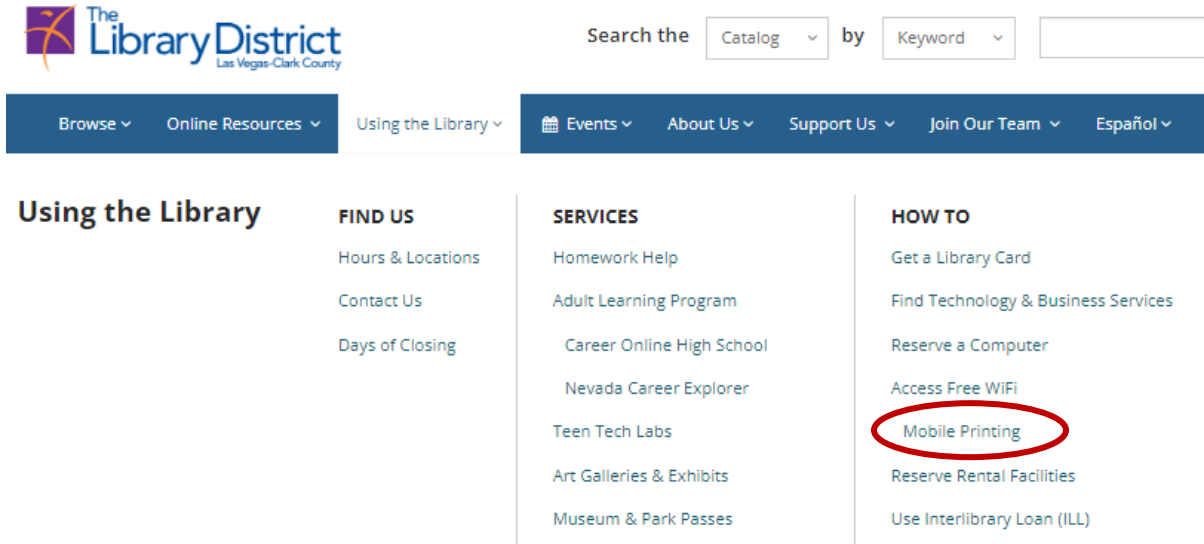 The
Library District
Las Vegas-Clark County
Search the Catalog by Keyword
Browse Online Resources Using the Library Events About Us Support Us Join Our Team Español
Using the Library
FIND US
Hours & Locations
Contact Us
Days of Closing
SERVICES
Homework Help
Adult Learning Program
Career Online High School
Nevada Career Explorer
Teen Tech Labs
Art Galleries & Exhibits
Museum & Park Passes
HOW TO
Get a Library Card
Find Technology & Business Services
Reserve a Computer
Access Free WiFi
Mobile Printing
Reserve Rental Facilities
Use Interlibrary Loan (ILL)